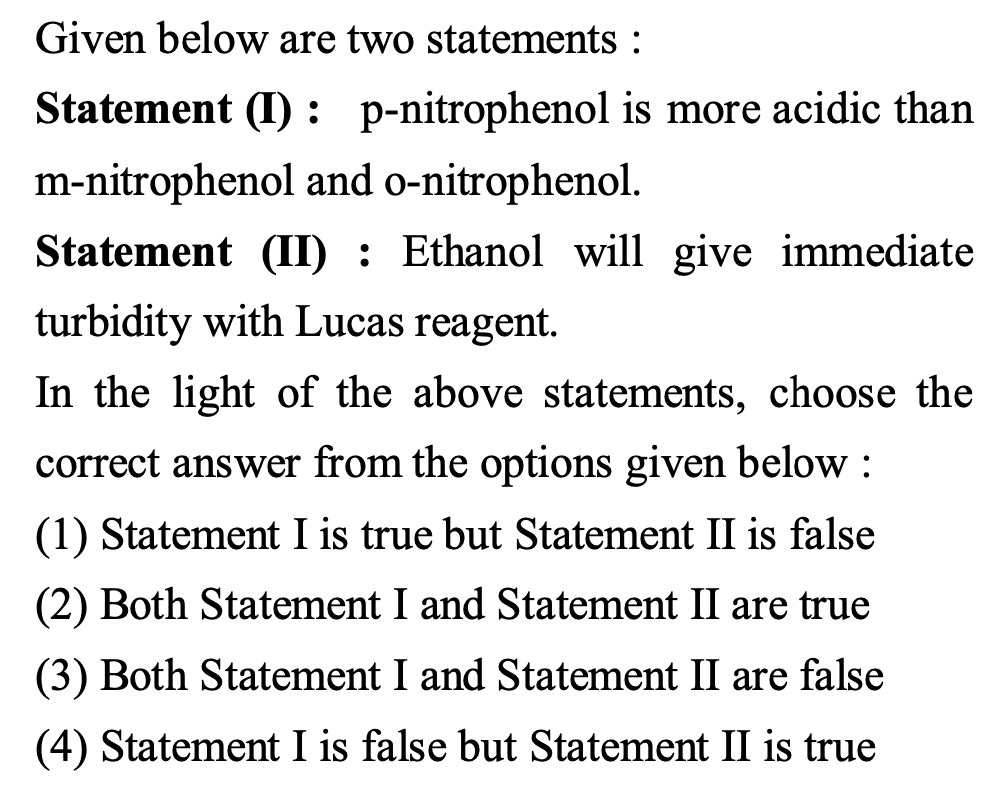 Given below are two statements :
Statement (I) : p-nitrophenol is more acidic than
m-nitrophenol and o-nitrophenol.
Statement (II) : Ethanol will give immediate
turbidity with Lucas reagent.
In the light of the above statements, choose the
correct answer from the options given below :
(1) Statement I is true but Statement II is false
(2) Both Statement I and Statement II are true
(3) Both Statement I and Statement II are false
(4) Statement I is false but Statement II is true